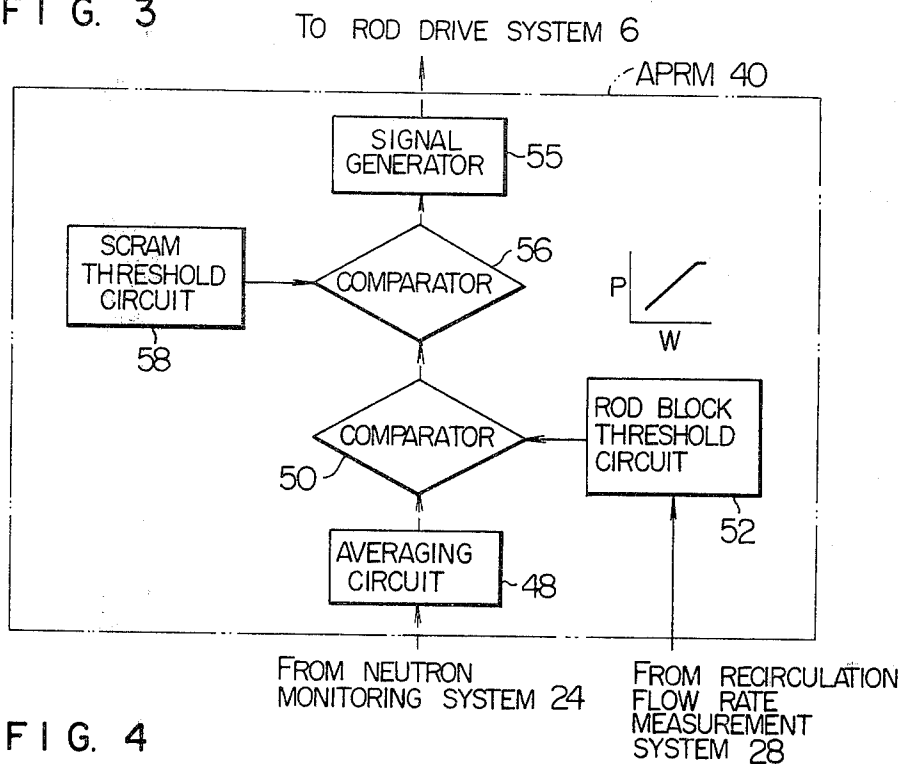 FIG. 3
TO ROD DRIVE SYSTEM 6
APRM 40
SIGNAL
GENERATOR
55
SCRAM
THRESHOLD
CIRCUIT
58
COMPARATOR
56
P
W
COMPARATOR
50
ROD BLOCK
THRESHOLD
CIRCUIT
52
AVERAGING
CIRCUIT
48
FROM NEUTRON
MONITORING SYSTEM 24
FROM RECIRCULATION
FLOW RATE
MEASUREMENT
SYSTEM 28
FIG. 4